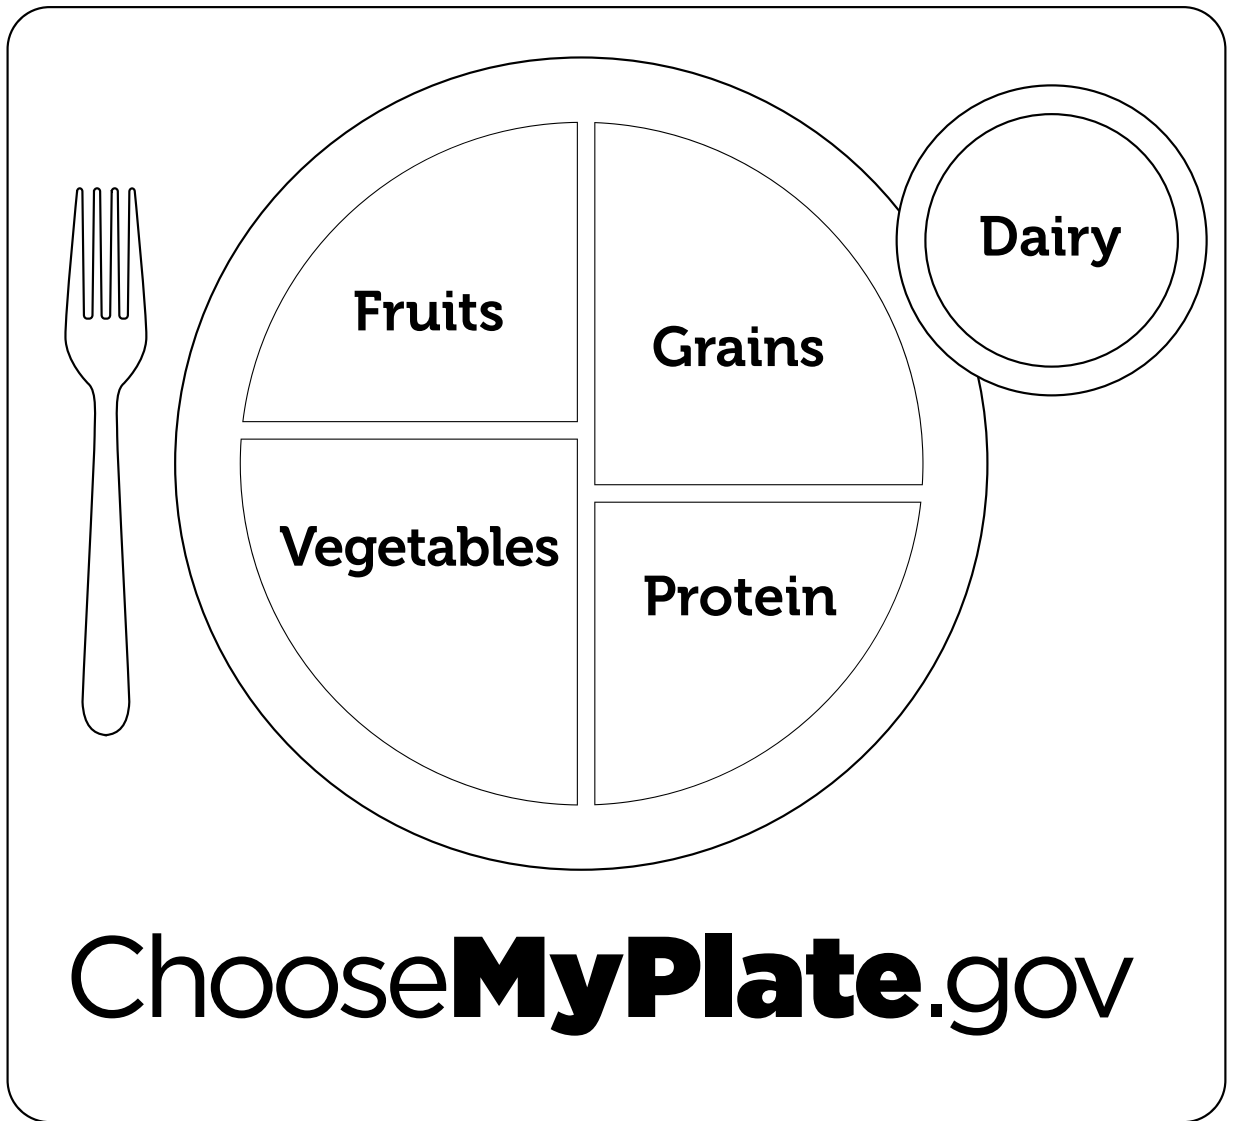 Dairy
Fruits
Grains
Vegetables
Protein
ChooseMyPlate.gov